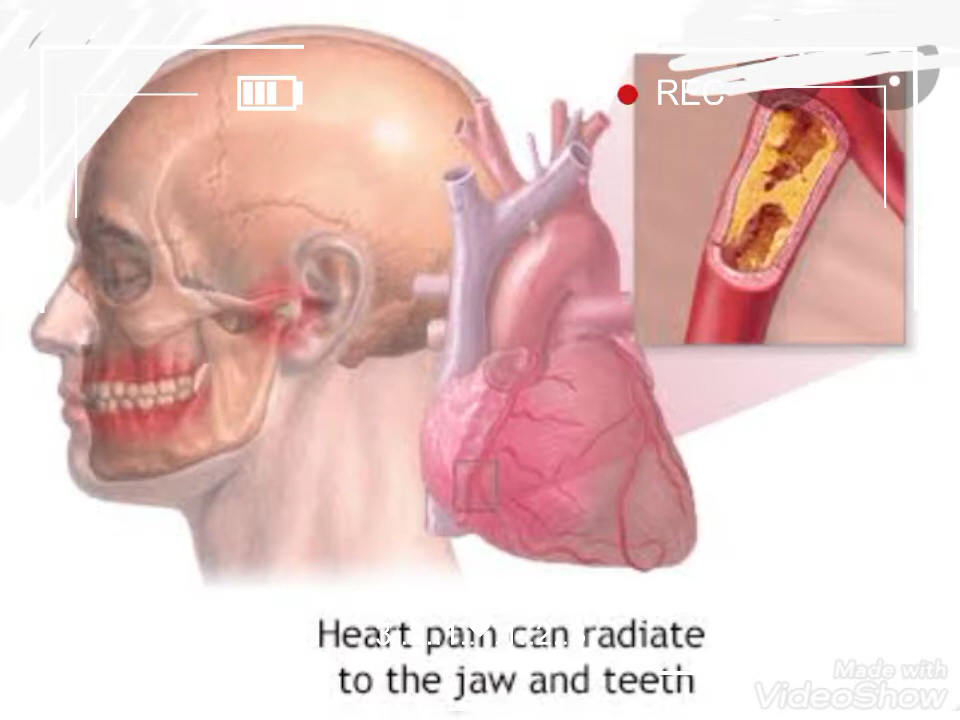 REC
Heart pain can radiate
to the jaw and teeth
Made with
VideoShow